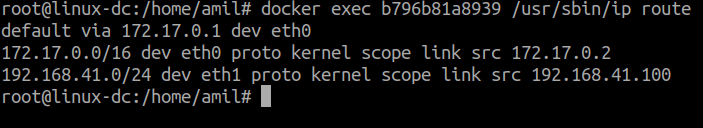 root@linux-dc:/home/amil# docker exec b796b81a8939 /usr/sbin/ip route
default via 172.17.0.1 dev eth0
172.17.0.0/16 dev eth0 proto kernel scope link src 172.17.0.2
192.168.41.0/24 dev eth1 proto kernel scope link src 192.168.41.100
root@linux-dc:/home/amil#